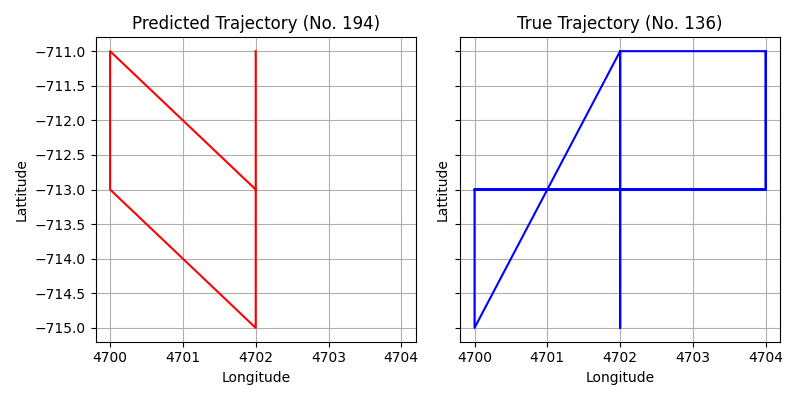 Predicted Trajectory (No. 194)
True Trajectory (No. 136)
Lattitude
−711.0
−711.5
−712.0
−712.5
−713.0
−713.5
−714.0
−714.5
−715.0
4700 4701 4702 4703 4704
Longitude
Lattitude
4700 4701 4702 4703 4704
Longitude